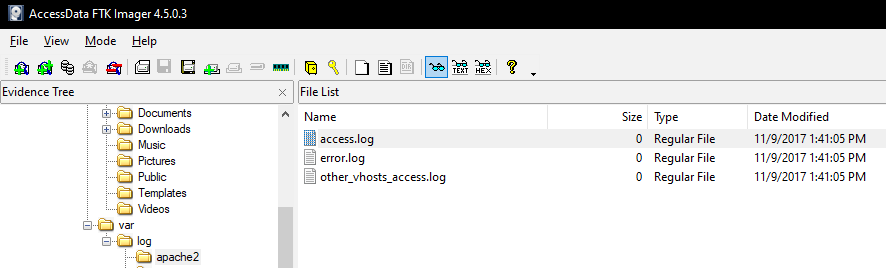 AccessData FTK Imager 4.5.0.3
File View Mode Help
TEXT HEX ?
Evidence Tree
Documents
Downloads
Music
Pictures
Public
Templates
Videos
var
log
apache2
File List
Name Size Type Date Modified
access.log 0 Regular File 11/9/2017 1:41:05 PM
error.log 0 Regular File 11/9/2017 1:41:05 PM
other_vhosts_access.log 0 Regular File 11/9/2017 1:41:05 PM